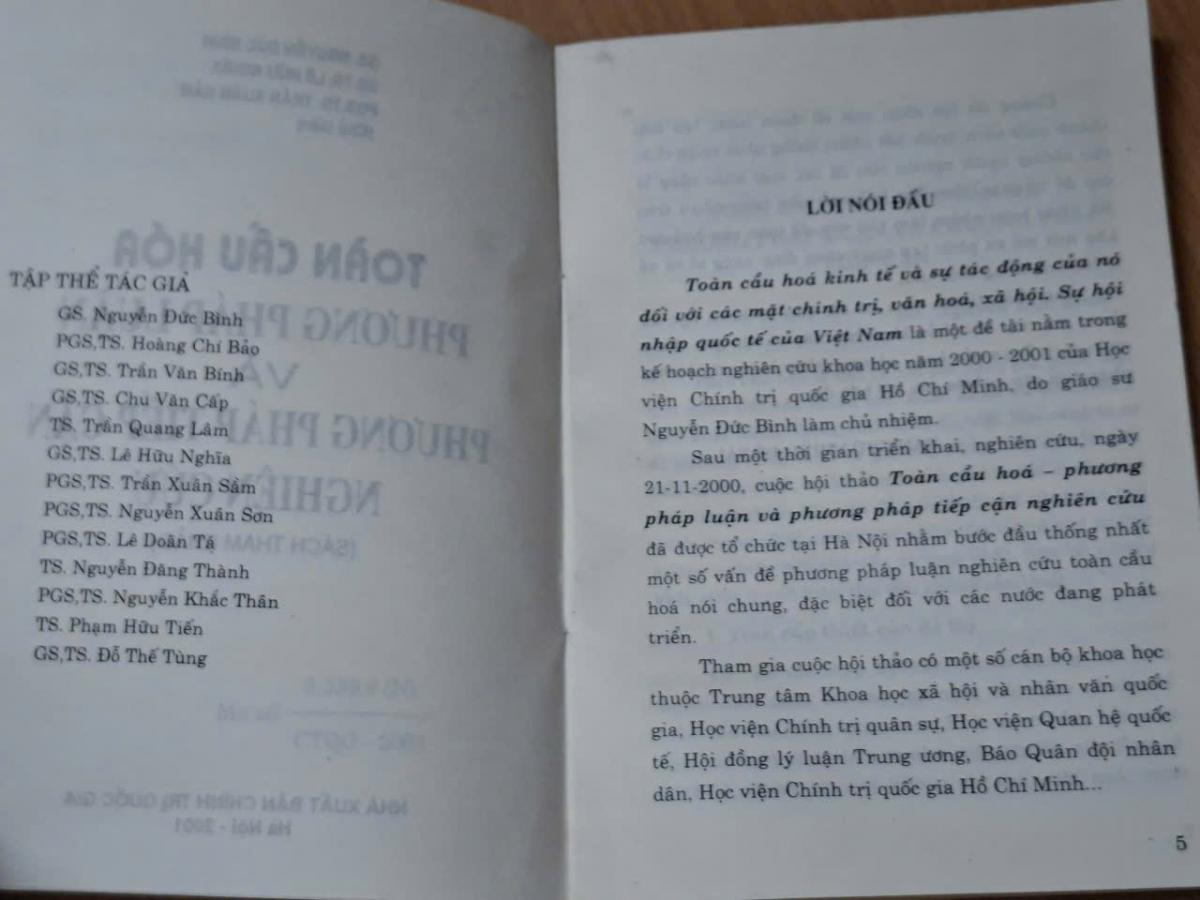 TẬP THỂ TÁC GIẢ
GS. Nguyễn Đức Bình
PGS,TS. Hoàng Chí Bảo
GS,TS. Trần Văn Bính
GS,TS. Chu Văn Cấp
TS. Trần Quang Lâm
GS,TS. Lê Hữu Nghĩa
PGS,TS. Trần Xuân Sầm
PGS,TS. Nguyễn Xuân Sơn
PGS,TS. Lê Doãn Tá
TS. Nguyễn Đăng Thành
PGS,TS. Nguyễn Khắc Thân
TS. Phạm Hữu Tiến
GS,TS. Đỗ Thế Tùng
TOÀN CẦU HÓA
NHÀ XUẤT BẢN CHÍNH TRỊ QUỐC GIA
Hà Nội - 2001
LỜI NÓI ĐẦU
Toàn cầu hoá kinh tế và sự tác động của nó
đối với các mặt chính trị, văn hoá, xã hội. Sự hội
nhập quốc tế của Việt Nam là một đề tài nằm trong
kế hoạch nghiên cứu khoa học năm 2000 - 2001 của Học
viện Chính trị quốc gia Hồ Chí Minh, do giáo sư
Nguyễn Đức Bình làm chủ nhiệm.
Sau một thời gian triển khai, nghiên cứu, ngày
21-11-2000, cuộc hội thảo Toàn cầu hoá – phương
pháp luận và phương pháp tiếp cận nghiên cứu
đã được tổ chức tại Hà Nội nhằm bước đầu thống nhất
một số vấn đề phương pháp luận nghiên cứu toàn cầu
hoá nói chung, đặc biệt đối với các nước đang phát
triển.
Tham gia cuộc hội thảo có một số cán bộ khoa học
thuộc Trung tâm Khoa học xã hội và nhân văn quốc
gia, Học viện Chính trị quân sự, Học viện Quan hệ quốc
tế, Hội đồng lý luận Trung ương, Báo Quân đội nhân
dân, Học viện Chính trị quốc gia Hồ Chí Minh...
5